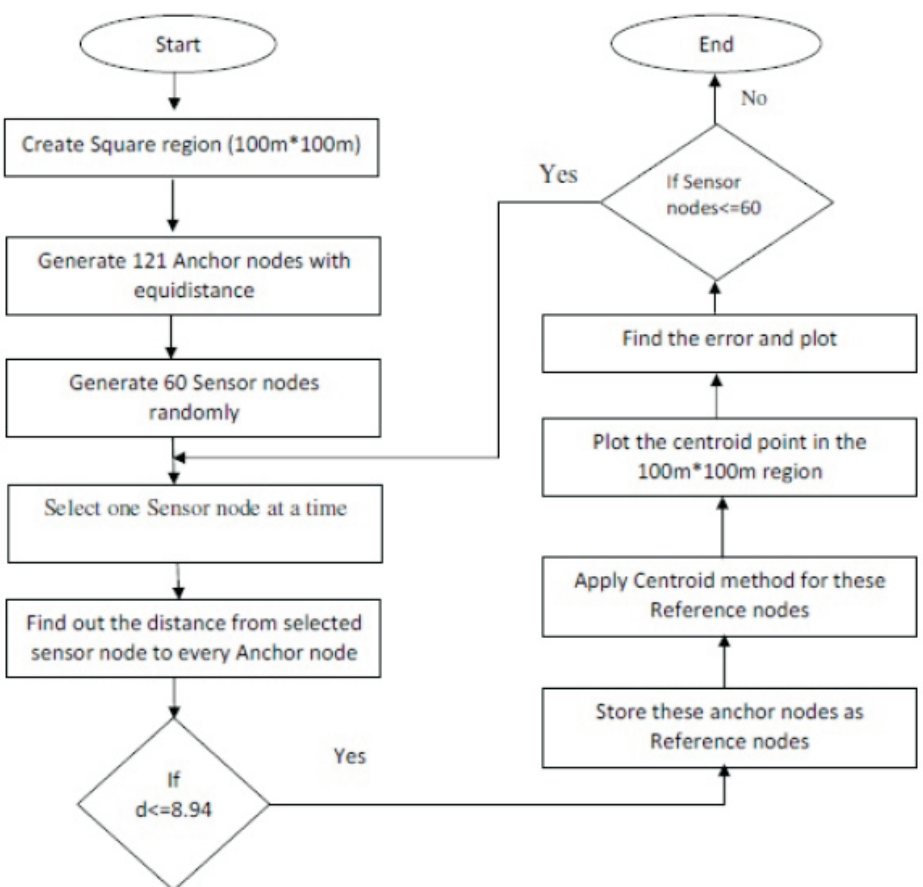 Start
Create Square region (100m*100m)
Generate 121 Anchor nodes with
equidistance
Generate 60 Sensor nodes
randomly
Select one Sensor node at a time
Find out the distance from selected
sensor node to every Anchor node
If
d<=8.94
Yes
Store these anchor nodes as
Reference nodes
Apply Centroid method for these
Reference nodes
Plot the centroid point in the
100m*100m region
Find the error and plot
If Sensor
nodes<=60
Yes
No
End